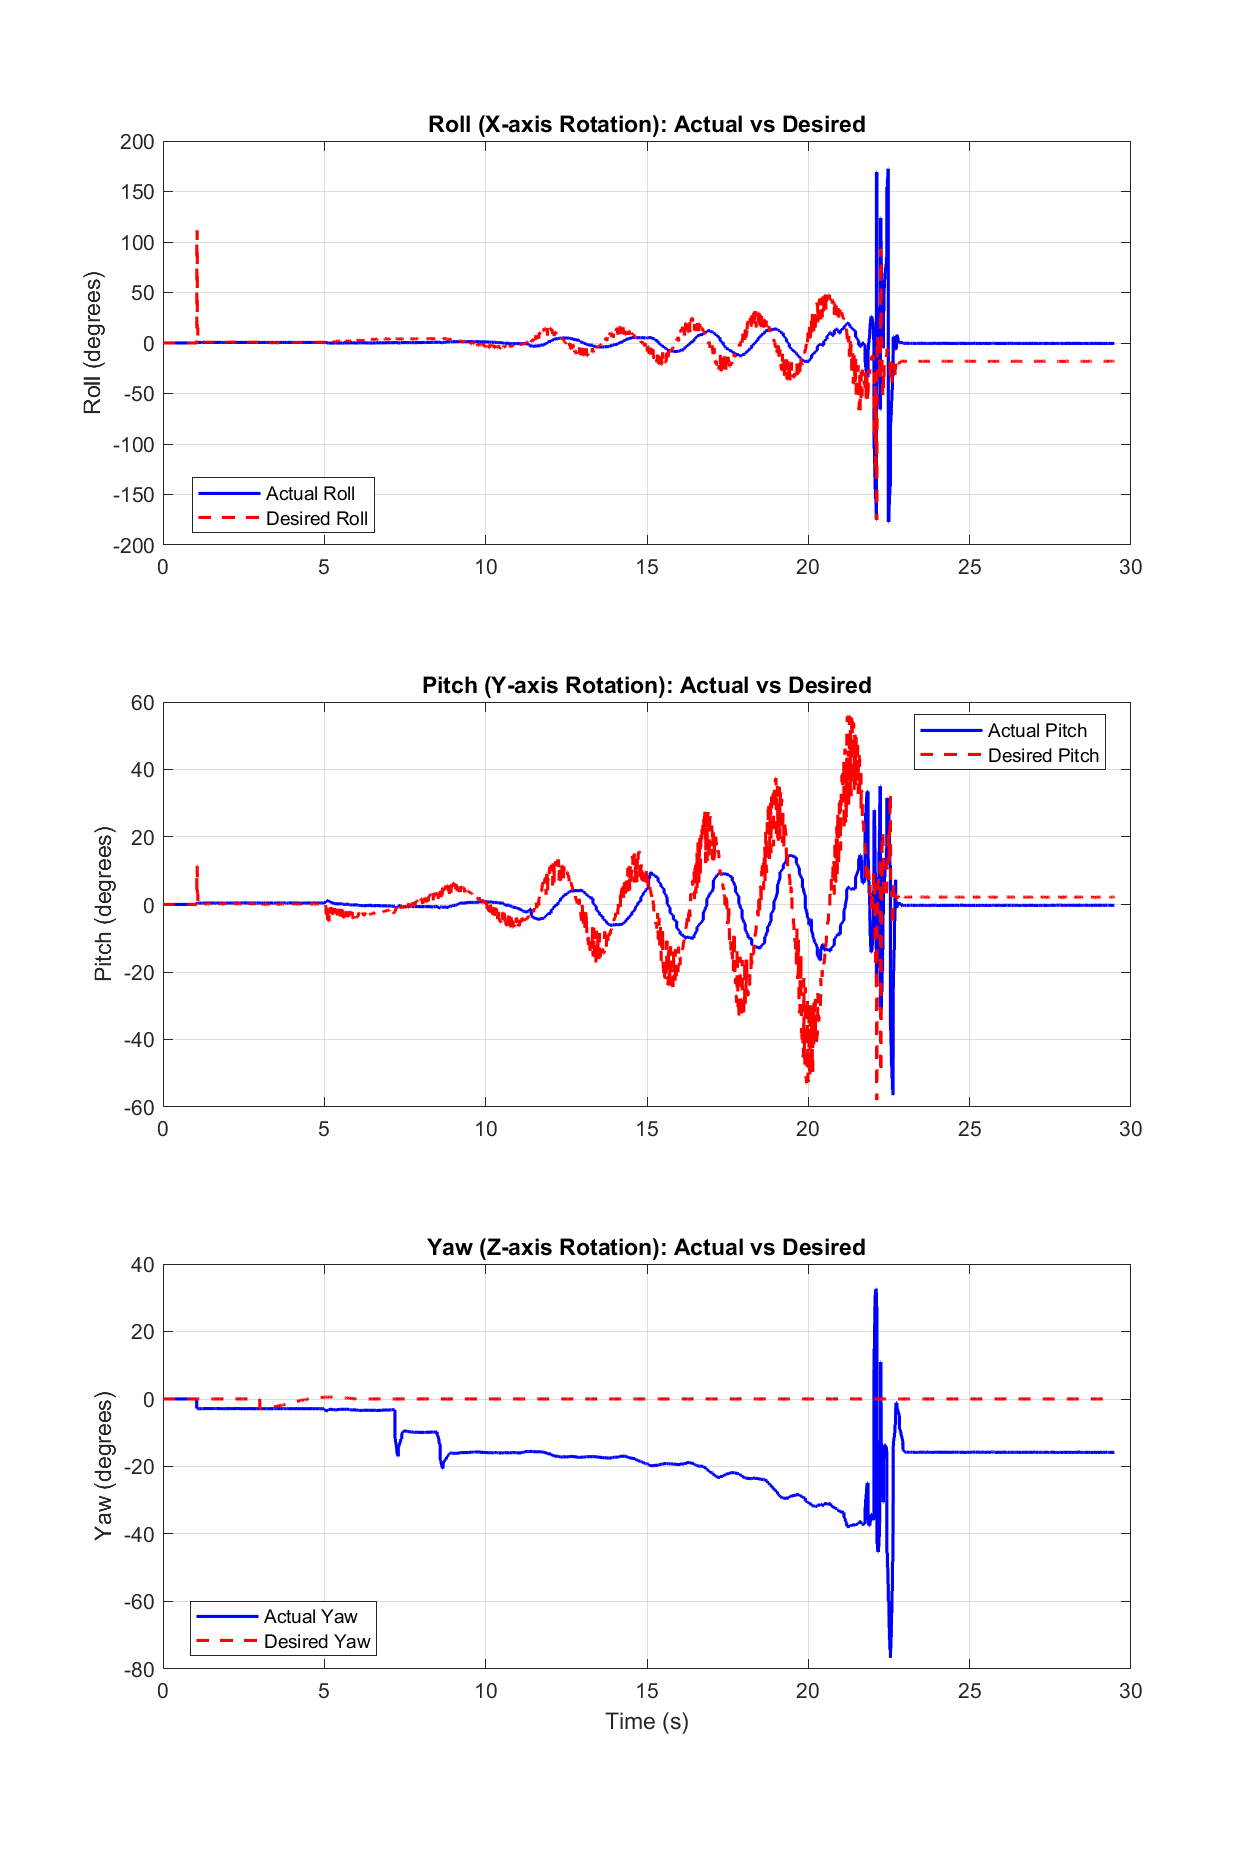 Roll (X-axis Rotation): Actual vs Desired
200
150
100
50
0
-50
-100
-150
-200
Roll (degrees)
Actual Roll
Desired Roll
0 5 10 15 20 25 30
Pitch (Y-axis Rotation): Actual vs Desired
60
40
20
0
-20
-40
-60
Pitch (degrees)
Actual Pitch
Desired Pitch
0 5 10 15 20 25 30
Yaw (Z-axis Rotation): Actual vs Desired
40
20
0
-20
-40
-60
-80
Yaw (degrees)
Actual Yaw
Desired Yaw
0 5 10 15 20 25 30
Time (s)